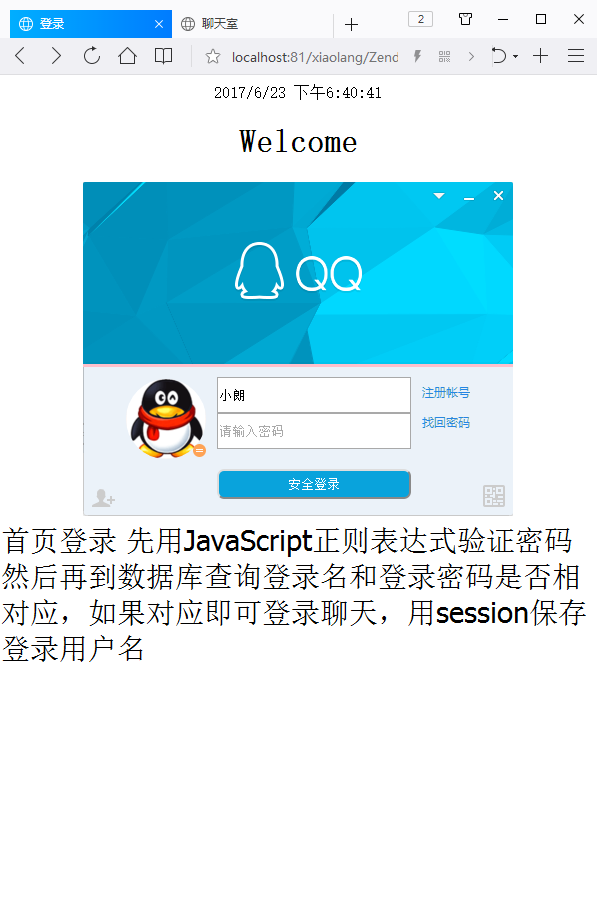 登录
聊天室
2
localhost:81/xiaolang/Zend
2017/6/23 下午6:40:41
Welcome
QQ
小朗
注册帐号
请输入密码
找回密码
安全登录
首页登录 先用JavaScript正则表达式验证密码
然后再到数据库查询登录名和登录密码是否相
对应，如果对应即可登录聊天，用session保存
登录用户名